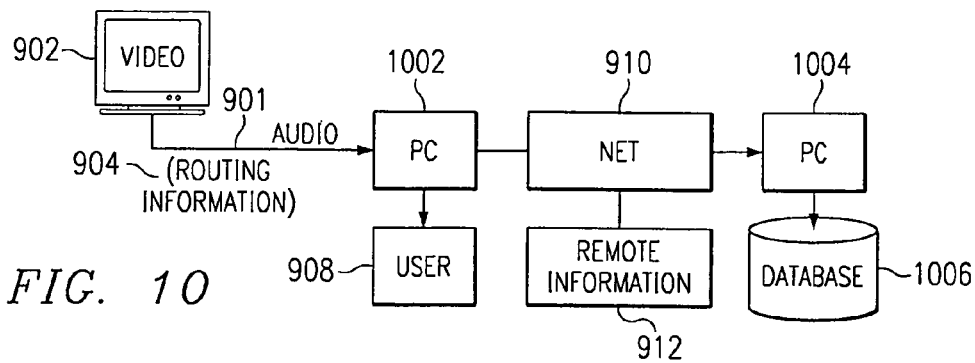 902
VIDEO
901
AUDIO
904
(ROUTING
INFORMATION)
1002
PC
910
NET
1004
PC
908
USER
REMOTE
INFORMATION
912
DATABASE
1006
FIG. 10